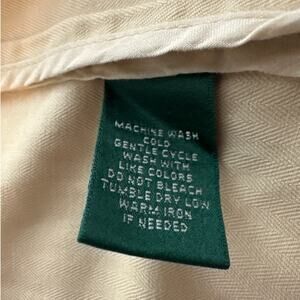 MACHINE WASH
COLD
GENTLE CYCLE
WASH WITH
LIKE COLORS
DO NOT BLEACH
TUMBLE DRY LOW
WARM IRON
IF NEEDED